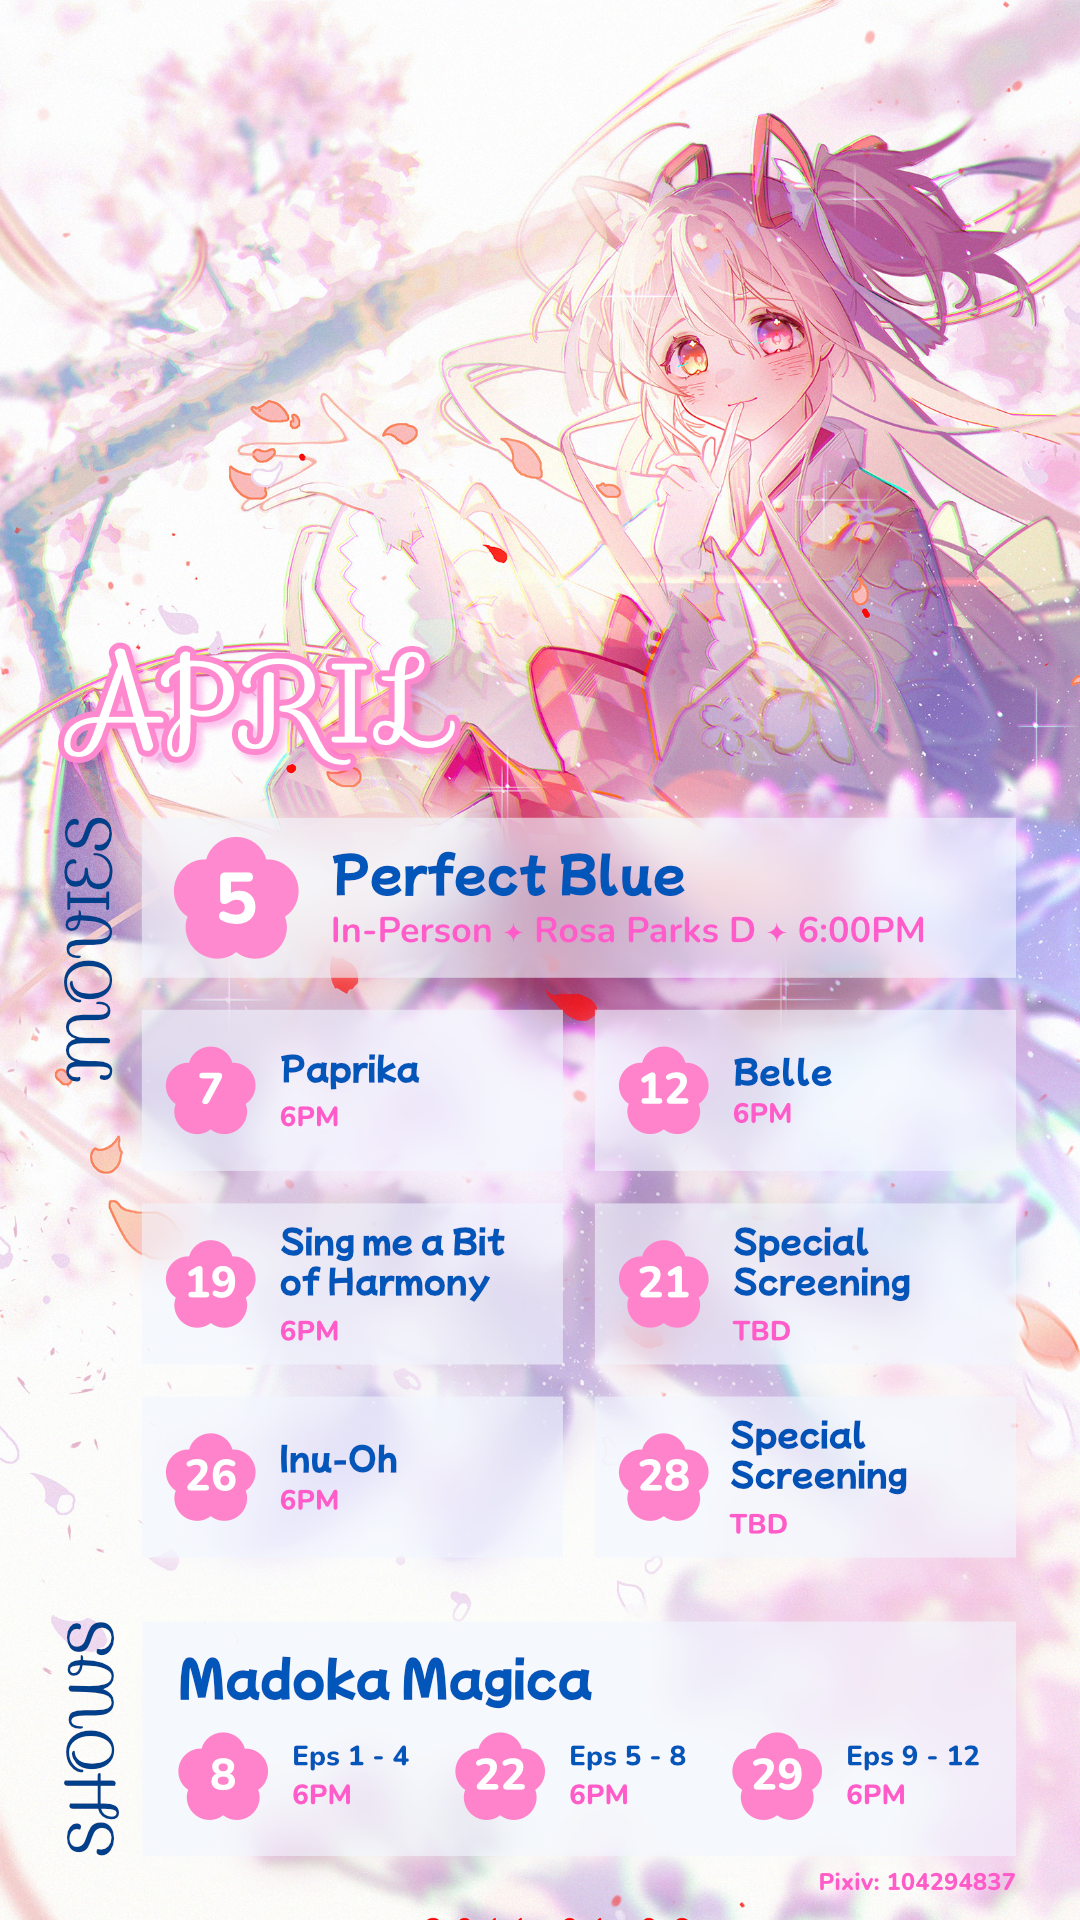 APRIL
MOVIES
5
Perfect Blue
In-Person ✦ Rosa Parks D ✦ 6:00PM
7
Paprika
6PM
12
Belle
6PM
19
Sing me a Bit
of Harmony
6PM
21
Special
Screening
TBD
26
Inu-Oh
6PM
28
Special
Screening
TBD
SHOWS
Madoka Magica
8
Eps 1 - 4
6PM
22
Eps 5 - 8
6PM
29
Eps 9 - 12
6PM
Pixiv: 104294837